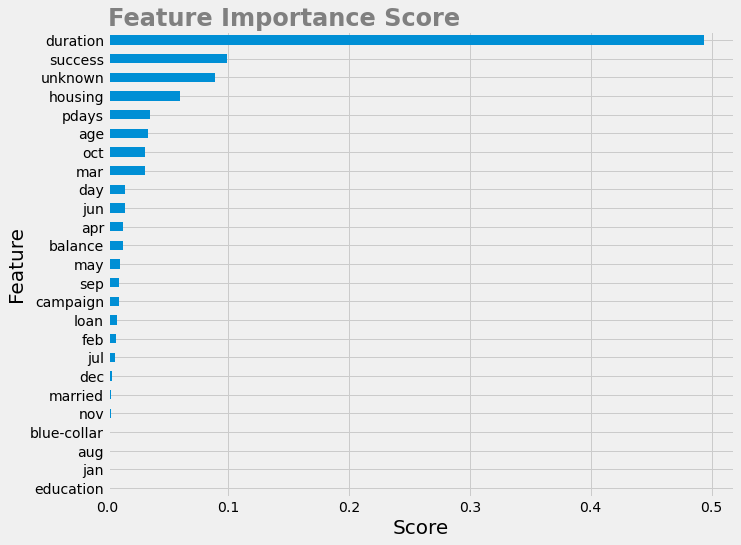 Feature Importance Score
duration
success
unknown
housing
pdays
age
oct
mar
day
jun
apr
balance
may
sep
campaign
loan
feb
jul
dec
married
nov
blue-collar
aug
jan
education
Feature
0.0 0.1 0.2 0.3 0.4 0.5
Score